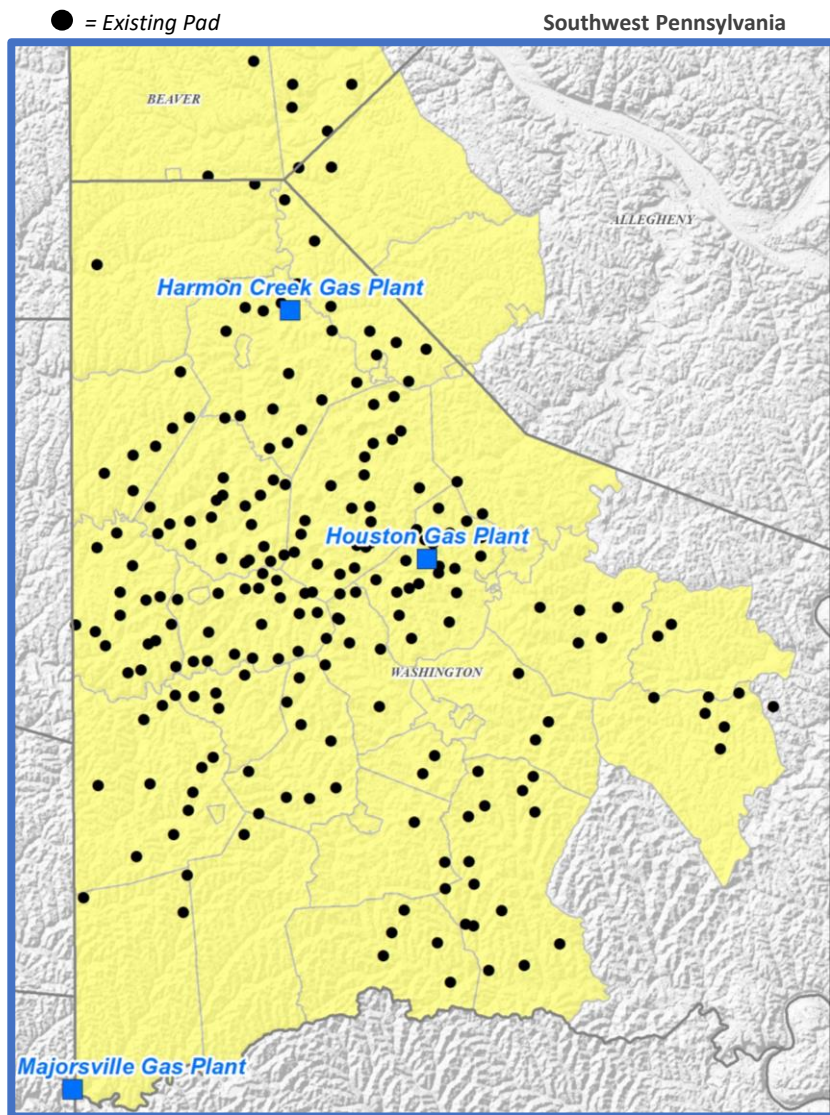 = Existing Pad
Southwest Pennsylvania
BEAVER
ALLEGHENY
Harmon Creek Gas Plant
Houston Gas Plant
WASHINGTON
Majorsville Gas Plant